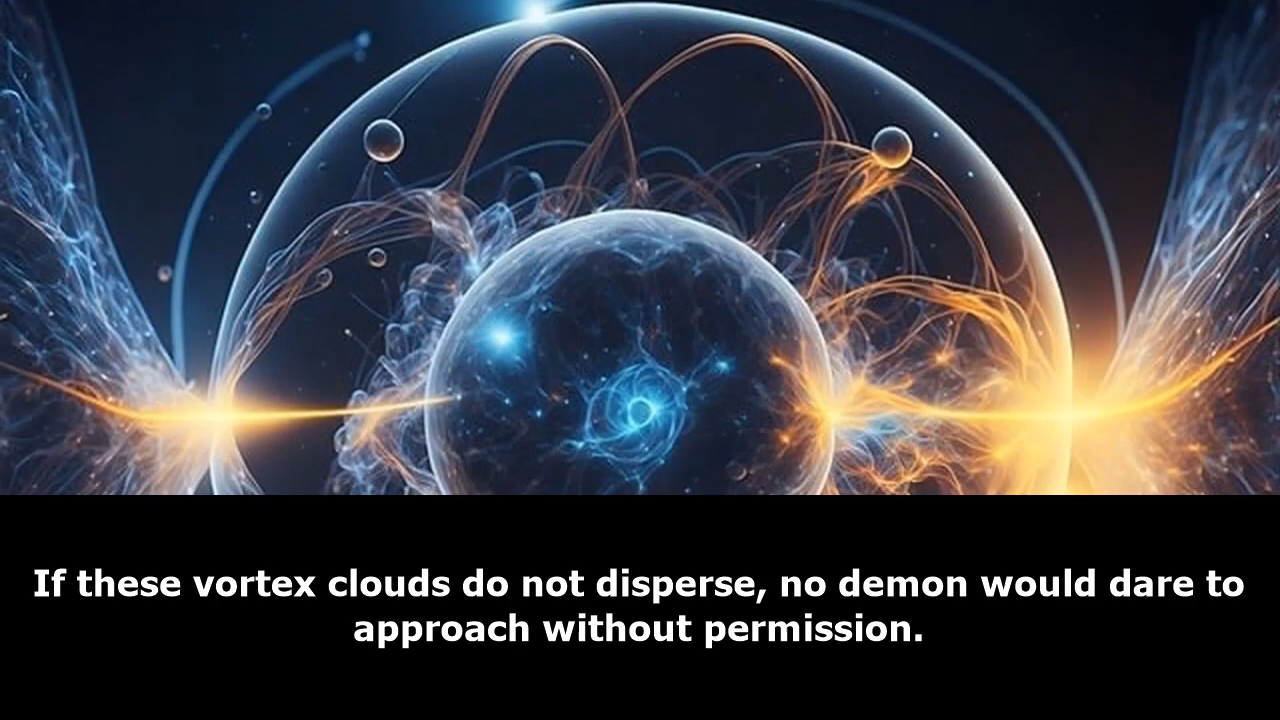 If these vortex clouds do not disperse, no demon would dare to
approach without permission.